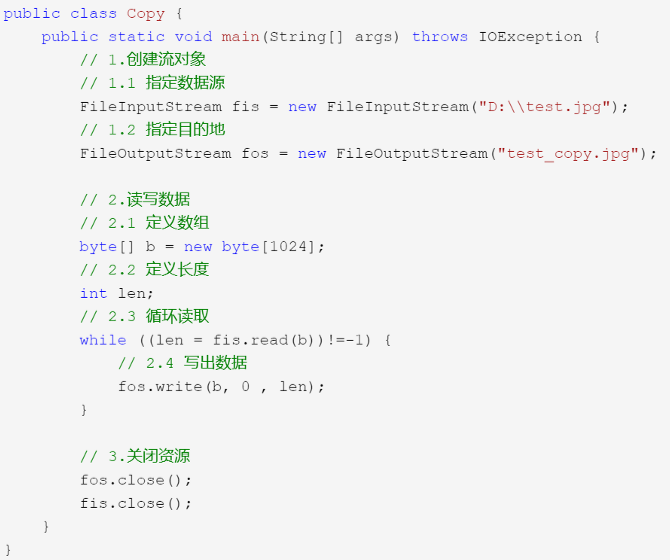 public class Copy {
    public static void main(String[] args) throws IOException {
        // 1.创建流对象
        // 1.1 指定数据源
        FileInputStream fis = new FileInputStream("D:\\test.jpg");
        // 1.2 指定目的地
        FileOutputStream fos = new FileOutputStream("test_copy.jpg");

        // 2.读写数据
        // 2.1 定义数组
        byte[] b = new byte[1024];
        // 2.2 定义长度
        int len;
        // 2.3 循环读取
        while ((len = fis.read(b))!=-1) {
            // 2.4 写出数据
            fos.write(b, 0 , len);
        }

        // 3.关闭资源
        fos.close();
        fis.close();
    }
}